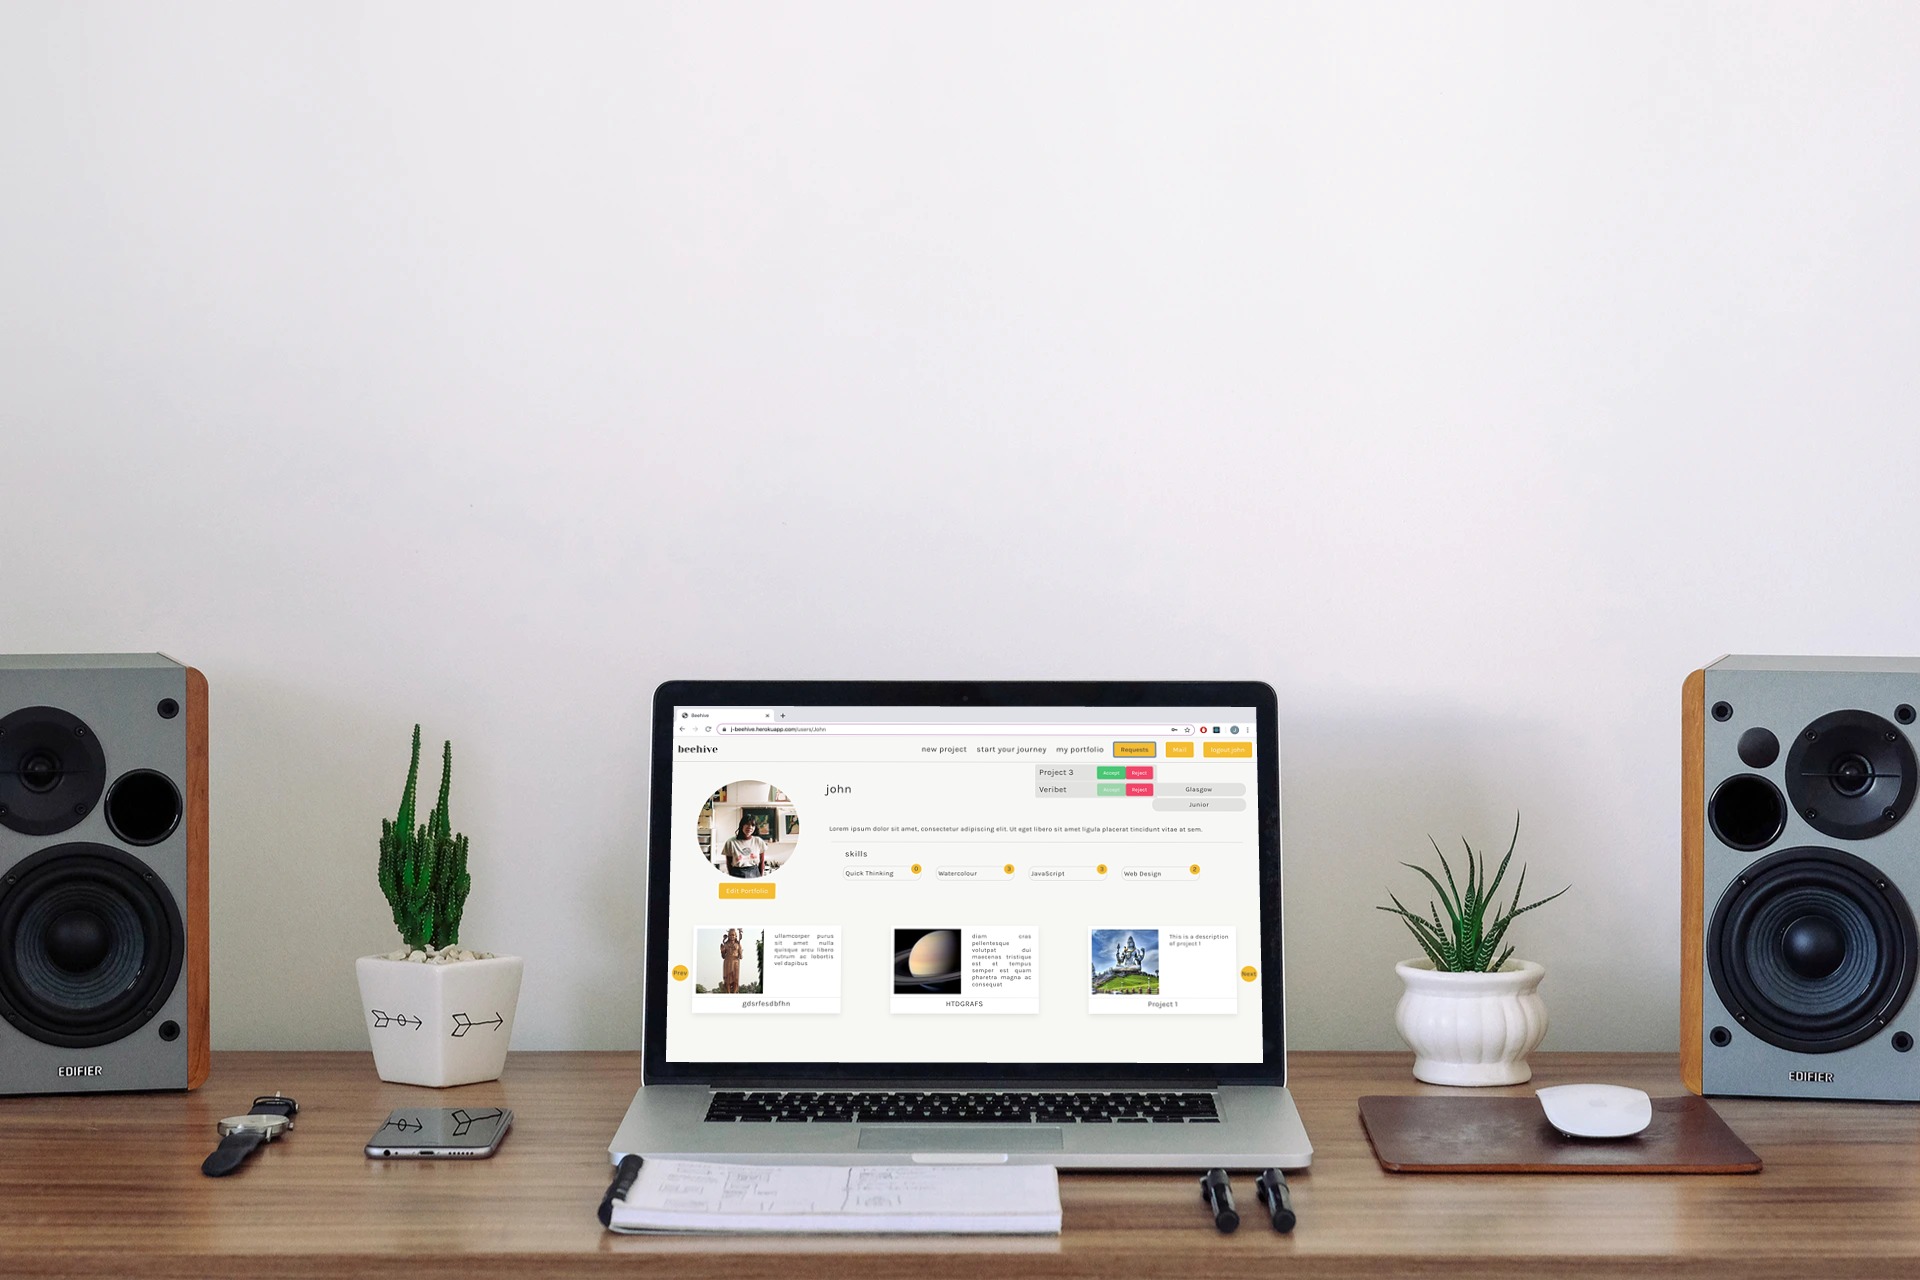 Beehive
j-beehive.herokuapp.com/users/John
beehive
new project start your journey my portfolio Requests Mail logout john
Project 3 Accept Reject
Veribet Accept Reject
Glasgow
Junior
john
Lorem ipsum dolor sit amet, consectetur adipiscing elit. Ut eget libero sit amet ligula placerat tincidunt vitae at sem.
skills
Quick Thinking 0 Watercolour 3 JavaScript 3 Web Design 2
Edit Portfolio
Prev
ullamcorper purus
sit amet nulla
quisque arcu libero
rutrum ac lobortis
vel dapibus
gdsrfesdbfhn
diam cras
pellentesque
volutpat dui
maecenas tristique
est et tempus
semper est quam
pharetra magna ac
consequat
HTDGRAFS
This is a description
of project 1
Project 1
Next
EDIFIER
EDIFIER